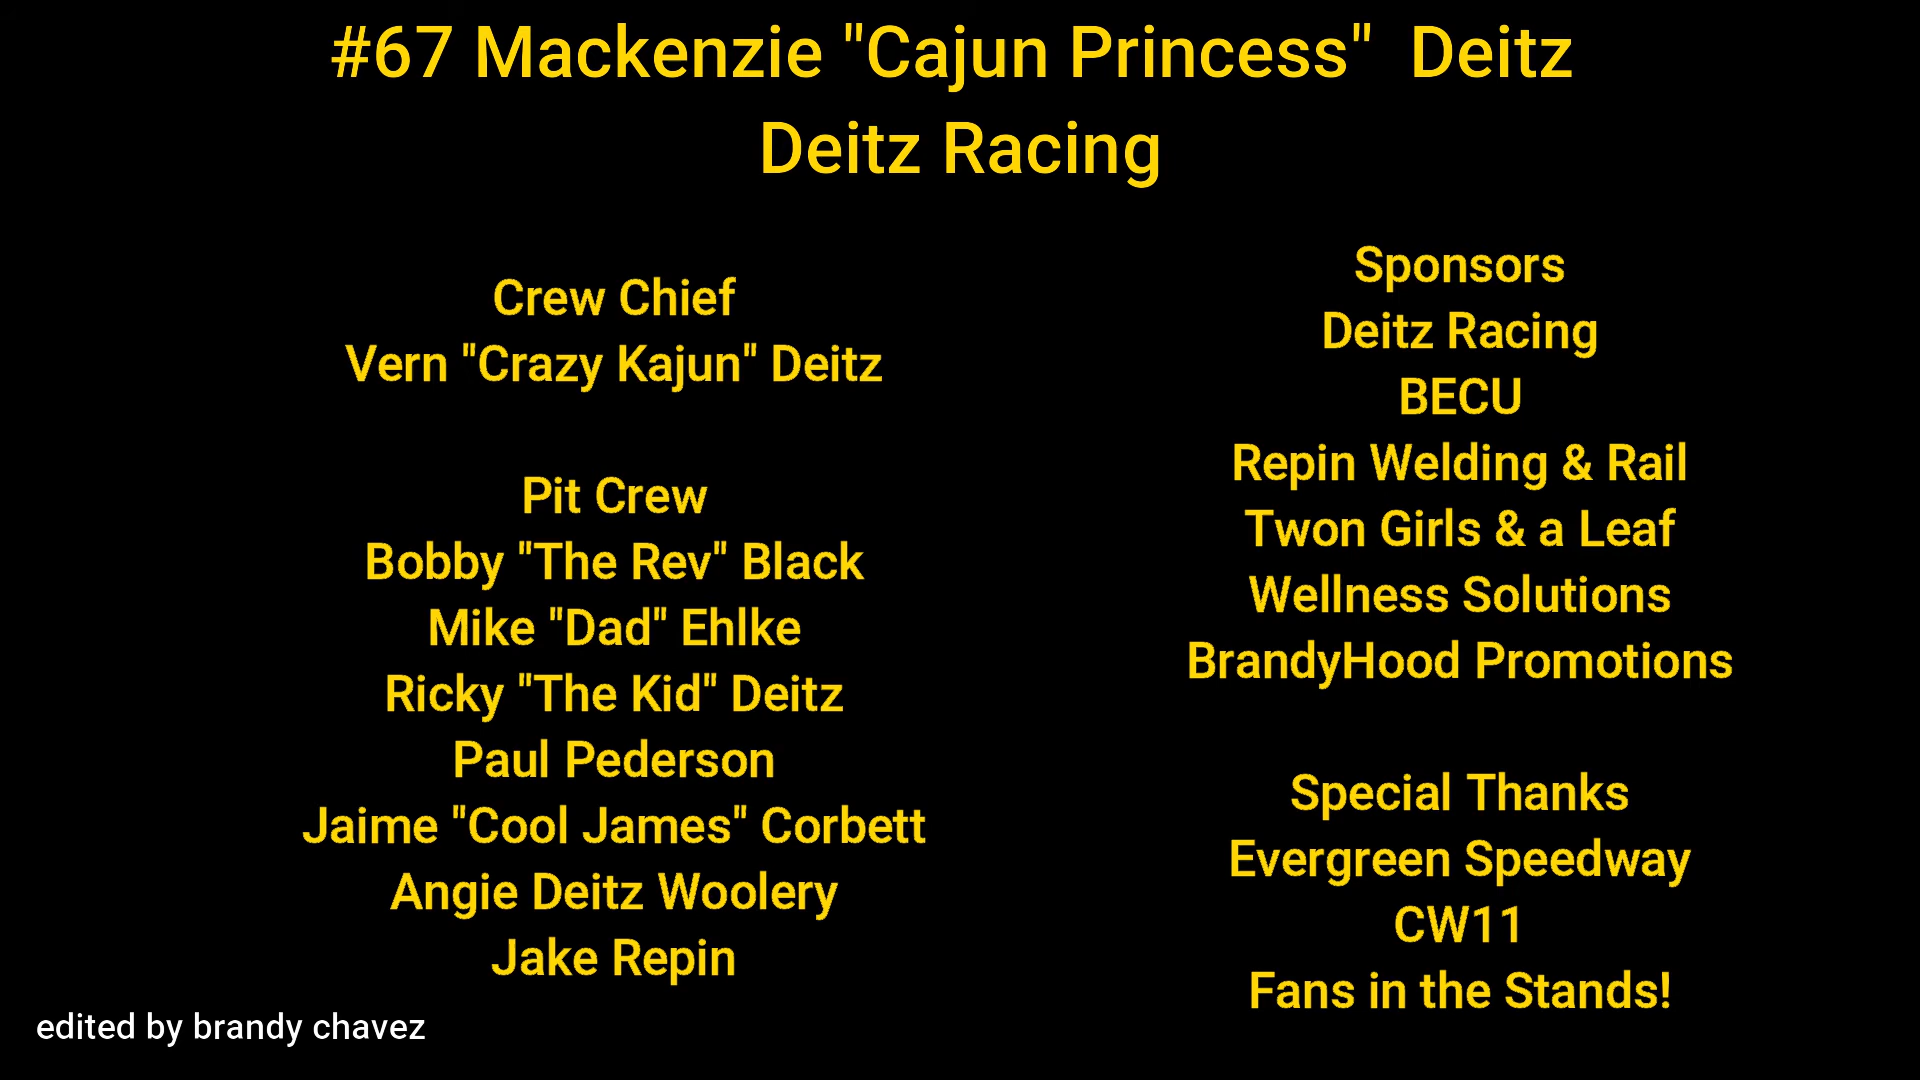 #67 Mackenzie "Cajun Princess"  Deitz
Deitz Racing
Crew Chief
Vern "Crazy Kajun" Deitz
Pit Crew
Bobby "The Rev" Black
Mike "Dad" Ehlke
Ricky "The Kid" Deitz
Paul Pederson
Jaime "Cool James" Corbett
Angie Deitz Woolery
Jake Repin
Sponsors
Deitz Racing
BECU
Repin Welding & Rail
Twon Girls & a Leaf
Wellness Solutions
BrandyHood Promotions
Special Thanks
Evergreen Speedway
CW11
Fans in the Stands!
edited by brandy chavez